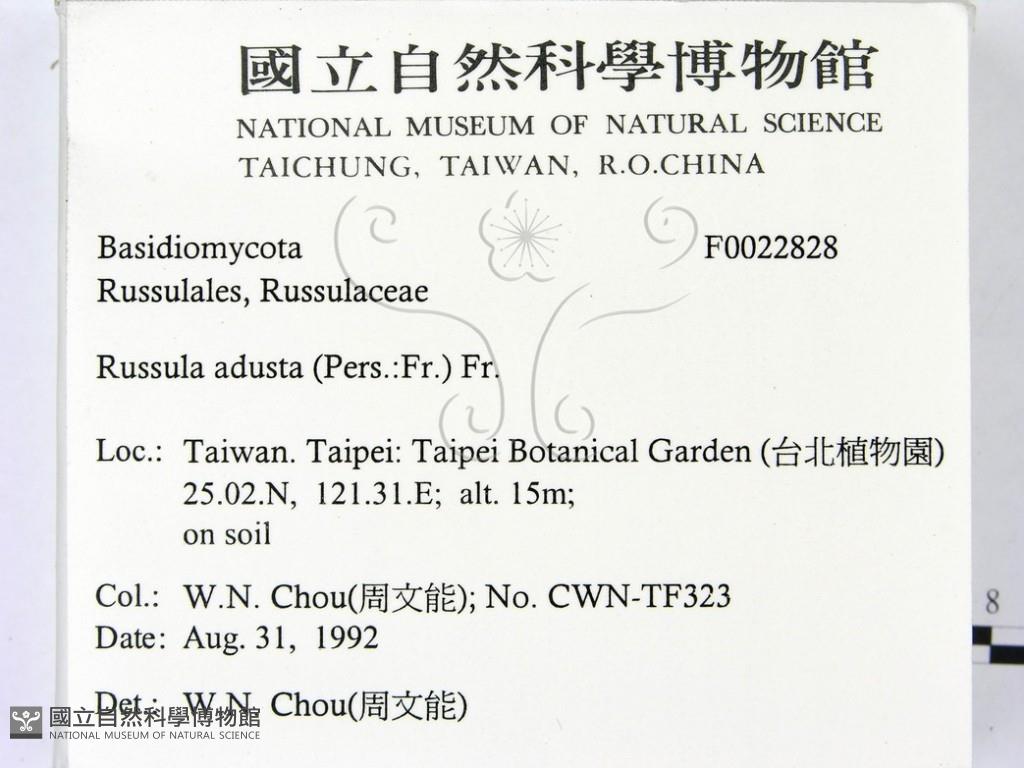 國立自然科學博物館
NATIONAL MUSEUM OF NATURAL SCIENCE
TAICHUNG, TAIWAN, R.O.CHINA
Basidiomycota F0022828
Russulales, Russulaceae
Russula adusta (Pers.:Fr.) Fr.
Loc.: Taiwan. Taipei: Taipei Botanical Garden (台北植物園)
25.02.N, 121.31.E; alt. 15m;
on soil
Col.: W.N. Chou(周文能); No. CWN-TF323
8
Date: Aug. 31, 1992
Det.: W.N. Chou(周文能)
國立自然科學博物館
NATIONAL MUSEUM OF NATURAL SCIENCE